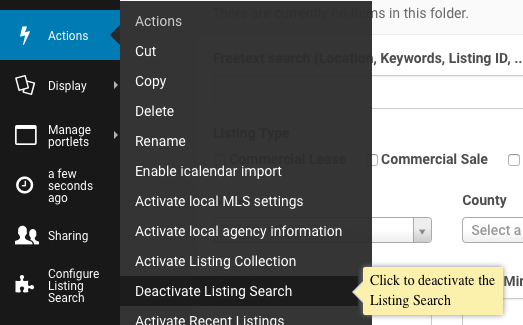 Actions
Display
Manage
portlets
a few
seconds
ago
Sharing
Configure
Listing
Search
Actions
Cut
Copy
Delete
Rename
Enable icalendar import
Activate local MLS settings
Activate local agency information
Activate Listing Collection
Deactivate Listing Search
Activate Recent Listings
There are currently no items in this folder.
Freetext search (Location, Keywords, Listing ID, ...
Listing Type
Commercial Lease
Commercial Sale
County
Select a
Min
Click to deactivate the
Listing Search